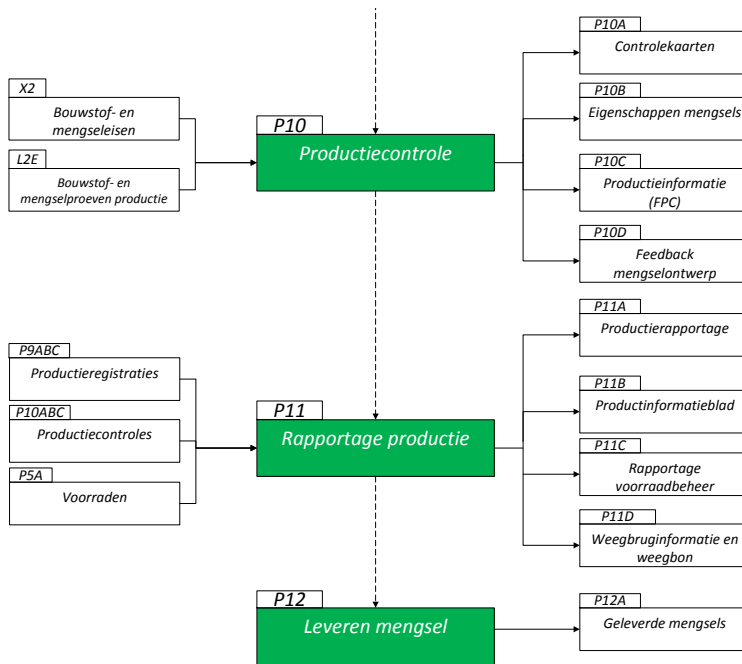 P10A
Controlekaarten
X2
Bouwstof- en
mengseleisen
P10B
Eigenschappen mengsels
P10
Productiecontrole
L2E
Bouwstof- en
mengselproeven productie
P10C
Productieinformatie
(FPC)
P10D
Feedback
mengselontwerp
P11A
Productierapportage
P9ABC
Productieregistraties
P11B
Productinformatieblad
P10ABC
Productiecontroles
P11
Rapportage productie
P11C
Rapportage
voorraadbeheer
P5A
Voorraden
P11D
Weegbruginformatie en
weegbon
P12
Leveren mengsel
P12A
Geleverde mengsels